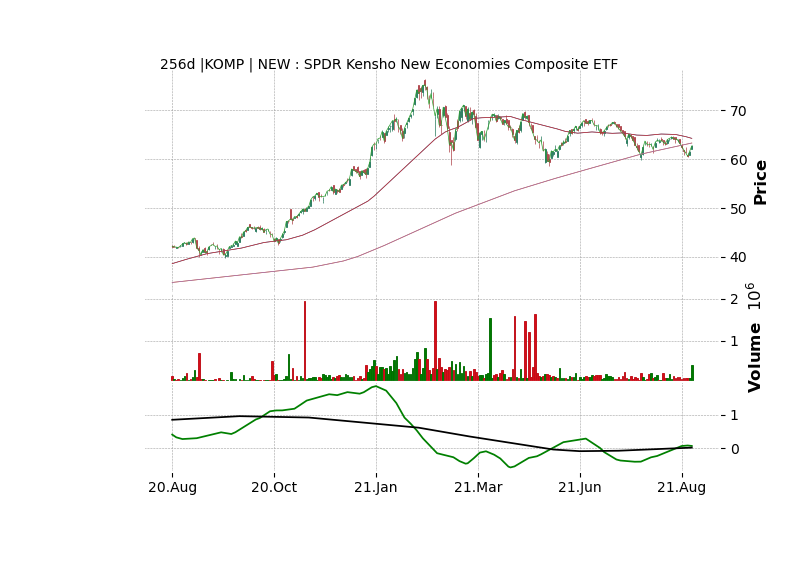 256d |KOMP | NEW : SPDR Kensho New Economies Composite ETF
70
60
50
40
Price
2
1
Volume 10^6
1
0
20.Aug 20.Oct 21.Jan 21.Mar 21.Jun 21.Aug